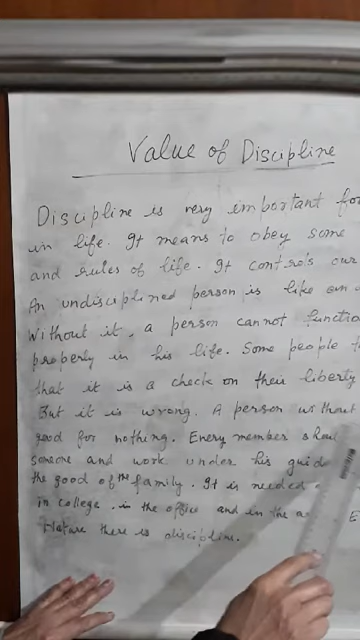 Value of Discipline
Discipline is very important for
in life. It means to obey some
and rules of life. It controls our
An undisciplined person is like an
Without it, a person cannot
properly in his life. Some people
that it is a check on their liberty
But it is wrong. A person without
good for nothing. Every member
someone and work under his
the good of the family. It is needed
in college, in the office and in the
Nature there is discipline.